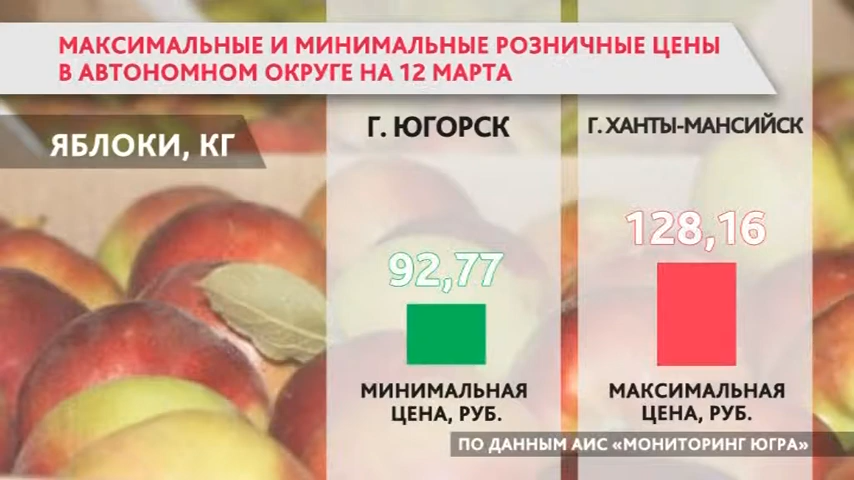 МАКСИМАЛЬНЫЕ И МИНИМАЛЬНЫЕ РОЗНИЧНЫЕ ЦЕНЫ
В АВТОНОМНОМ ОКРУГЕ НА 12 МАРТА
ЯБЛОКИ, КГ
Г. ЮГОРСК
92,77
МИНИМАЛЬНАЯ
ЦЕНА, РУБ.
Г. ХАНТЫ-МАНСИЙСК
128,16
МАКСИМАЛЬНАЯ
ЦЕНА, РУБ.
ПО ДАННЫМ АИС «МОНИТОРИНГ ЮГРА»